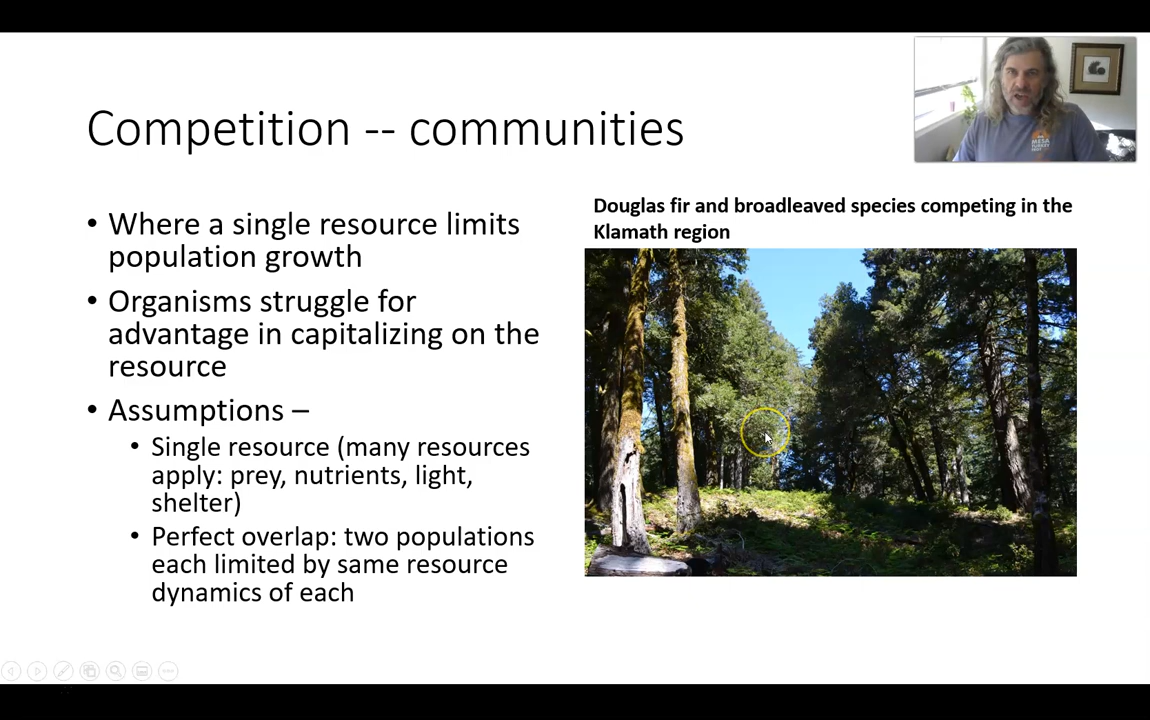 Competition -- communities
• Where a single resource limits
population growth
• Organisms struggle for
advantage in capitalizing on the
resource
• Assumptions –
• Single resource (many resources
apply: prey, nutrients, light,
shelter)
• Perfect overlap: two populations
each limited by same resource
dynamics of each
Douglas fir and broadleaved species competing in the
Klamath region
MESA